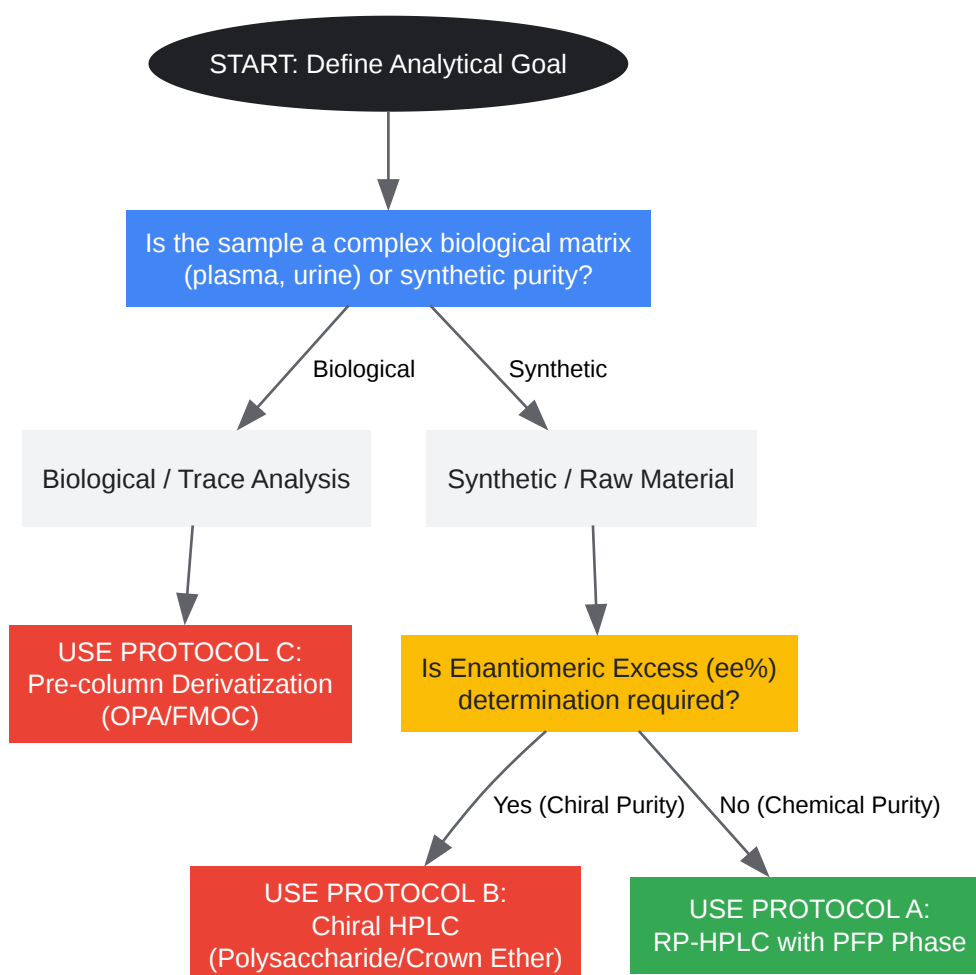 START: Define Analytical Goal
Is the sample a complex biological matrix
(plasma, urine) or synthetic purity?
Biological
Synthetic
Biological / Trace Analysis
Synthetic / Raw Material
USE PROTOCOL C:
Pre-column Derivatization
(OPA/FMOC)
Is Enantiomeric Excess (ee%)
determination required?
Yes (Chiral Purity)
No (Chemical Purity)
USE PROTOCOL B:
Chiral HPLC
(Polysaccharide/Crown Ether)
USE PROTOCOL A:
RP-HPLC with PFP Phase